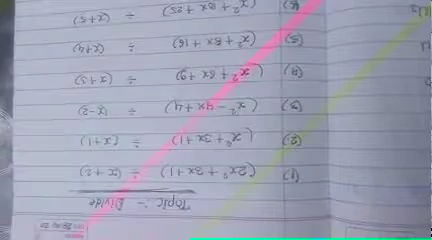 Topic :- Divide
(1) (2x² + 3x + 1) ÷ (x + 2)
(2) (x² + 3x + 1) ÷ (x + 1)
(3) (x² - 4x + 4) ÷ (x - 2)
(4) (x² + 6x + 9) ÷ (x + 3)
(5) (x² + 8x + 16) ÷ (x + 4)
(6) (x² + 10x + 25) ÷ (x + 5)